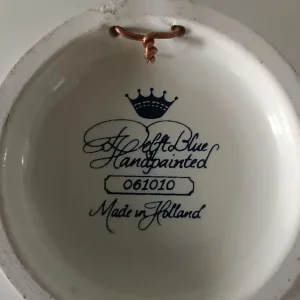 Delft Blue
Handpainted
061010
Made in Holland